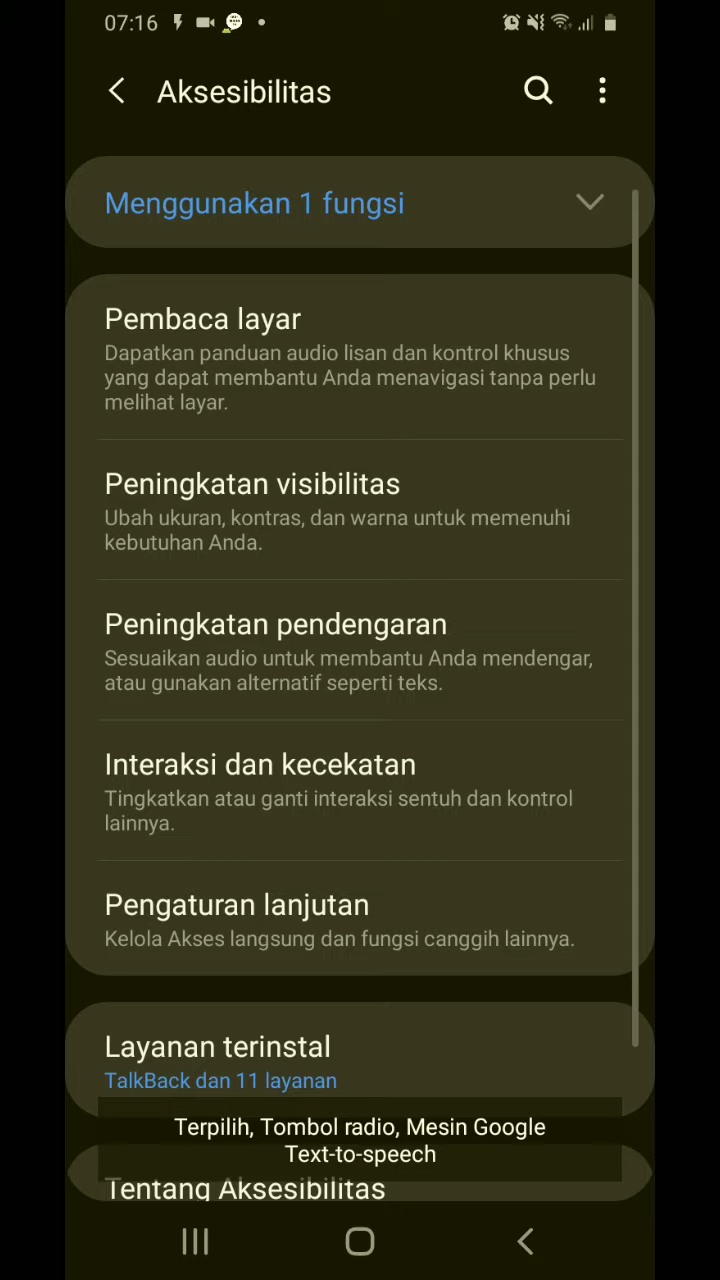 07:16
Aksesibilitas
Menggunakan 1 fungsi
Pembaca layar
Dapatkan panduan audio lisan dan kontrol khusus
yang dapat membantu Anda menavigasi tanpa perlu
melihat layar.
Peningkatan visibilitas
Ubah ukuran, kontras, dan warna untuk memenuhi
kebutuhan Anda.
Peningkatan pendengaran
Sesuaikan audio untuk membantu Anda mendengar,
atau gunakan alternatif seperti teks.
Interaksi dan kecekatan
Tingkatkan atau ganti interaksi sentuh dan kontrol
lainnya.
Pengaturan lanjutan
Kelola Akses langsung dan fungsi canggih lainnya.
Layanan terinstal
TalkBack dan 11 layanan
Terpilih, Tombol radio, Mesin Google
Text-to-speech
Tentang Aksesibilitas